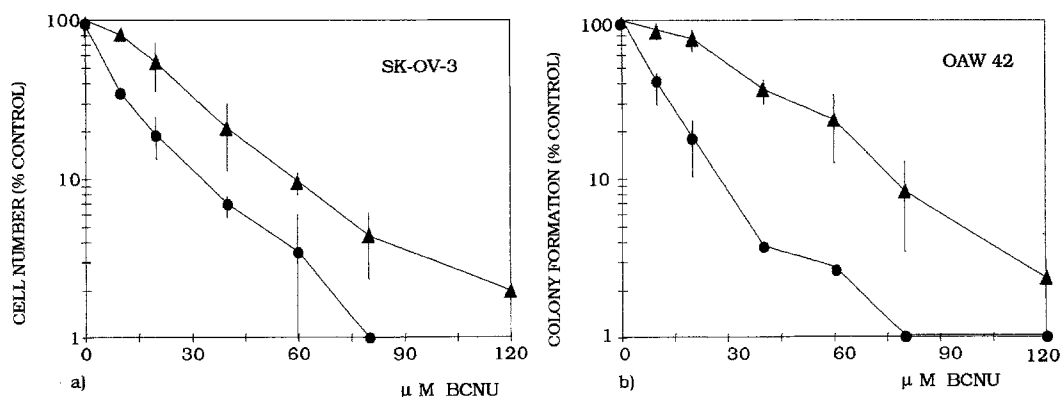 CELL NUMBER (% CONTROL)
100
10
1
SK-OV-3
0 30 60 90 120
a)
μ M BCNU
COLONY FORMATION (% CONTROL)
100
10
1
OAW 42
0 30 60 90 120
b)
μ M BCNU